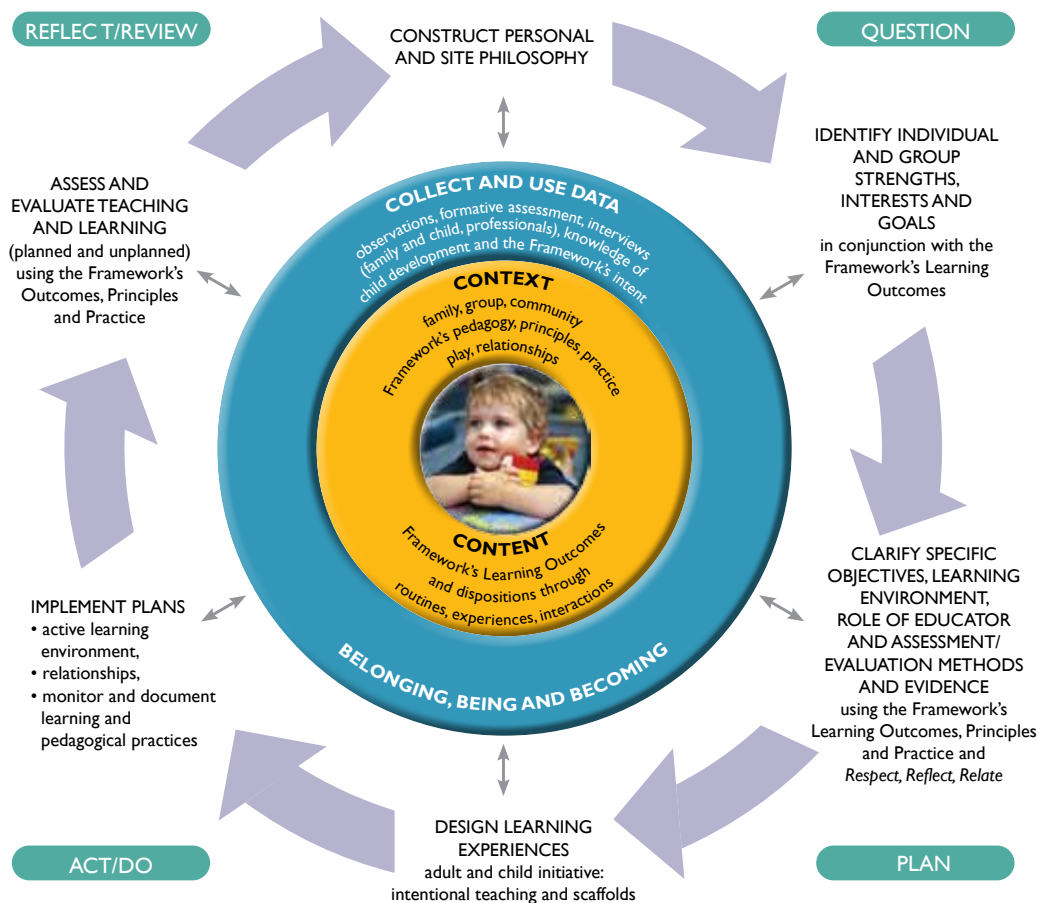 REFLECT/REVIEW
CONSTRUCT PERSONAL
AND SITE PHILOSOPHY
QUESTION
IDENTIFY INDIVIDUAL
AND GROUP
STRENGTHS,
INTERESTS AND
GOALS
in conjunction with the
Framework's Learning
Outcomes
CLARIFY SPECIFIC
OBJECTIVES, LEARNING
ENVIRONMENT,
ROLE OF EDUCATOR
AND ASSESSMENT/
EVALUATION METHODS
AND EVIDENCE
using the Framework's
Learning Outcomes, Principles
and Practice and
Respect, Reflect, Relate
PLAN
DESIGN LEARNING
EXPERIENCES
adult and child initiative:
intentional teaching and scaffolds
ACT/DO
IMPLEMENT PLANS
• active learning
environment,
• relationships,
• monitor and document
learning and
pedagogical practices
ASSESS AND
EVALUATE TEACHING
AND LEARNING
(planned and unplanned)
using the Framework's
Outcomes, Principles
and Practice
COLLECT AND USE DATA
observations, formative assessment, interviews
(family and child, professionals), knowledge of
child development and the Framework's intent
CONTEXT
family, group, community
Framework's pedagogy, principles, practice
play, relationships
CONTENT
Framework's Learning Outcomes
and dispositions through
routines, experiences, interactions
BELONGING, BEING AND BECOMING